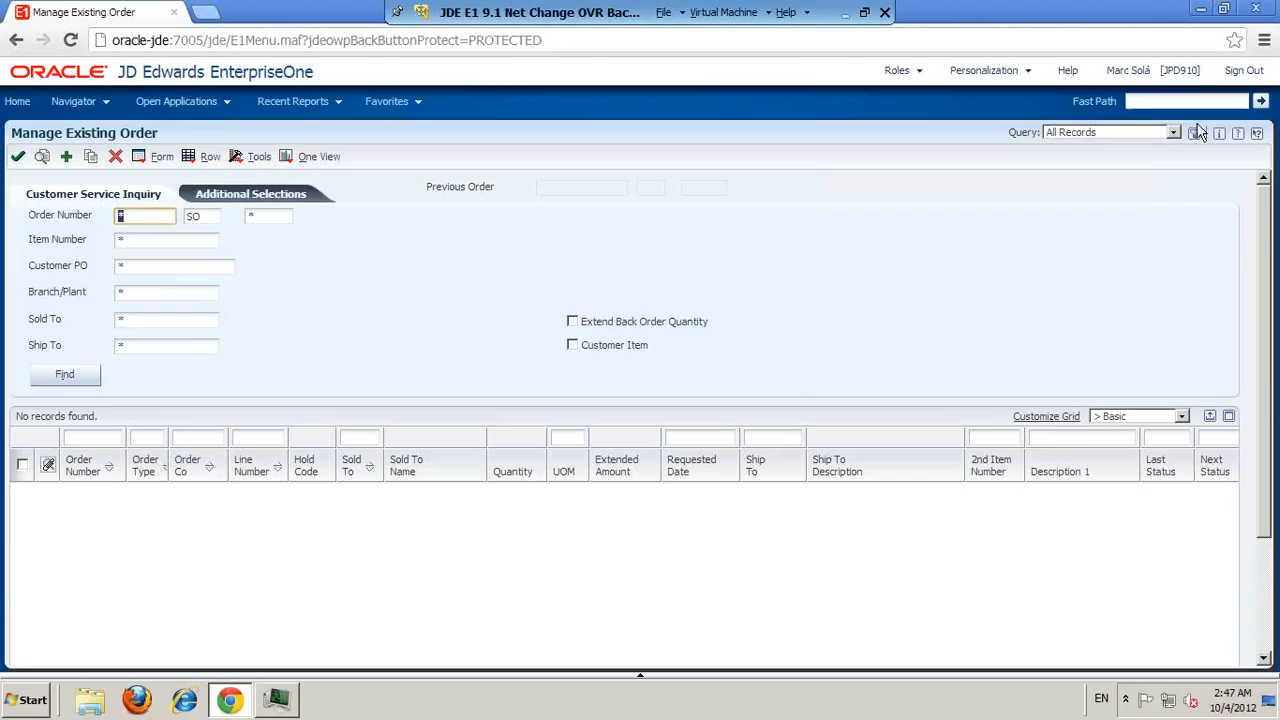 Manage Existing Order ×
JDE E1 9.1 Net Change OVR Bac... File Virtual Machine Help
oracle-jde:7005/jde/E1Menu.maf?jdeowpBackButtonProtect=PROTECTED
ORACLE JD Edwards EnterpriseOne Roles Personalization Help Marc Solá [JPD910] Sign Out
Home Navigator Open Applications Recent Reports Favorites Fast Path
Manage Existing Order Query: All Records
Form Row Tools One View
Customer Service Inquiry Additional Selections Previous Order
Order Number * SO *
Item Number *
Customer PO *
Branch/Plant *
Sold To * Extend Back Order Quantity
Ship To * Customer Item
Find
No records found. Customize Grid > Basic
Order Number Order Type Order Co Line Number Hold Code Sold To Sold To Name Quantity UOM Extended Amount Requested Date Ship To Ship To Description 2nd Item Number Description 1 Last Status Next Status
Start EN 2:47 AM
10/4/2012